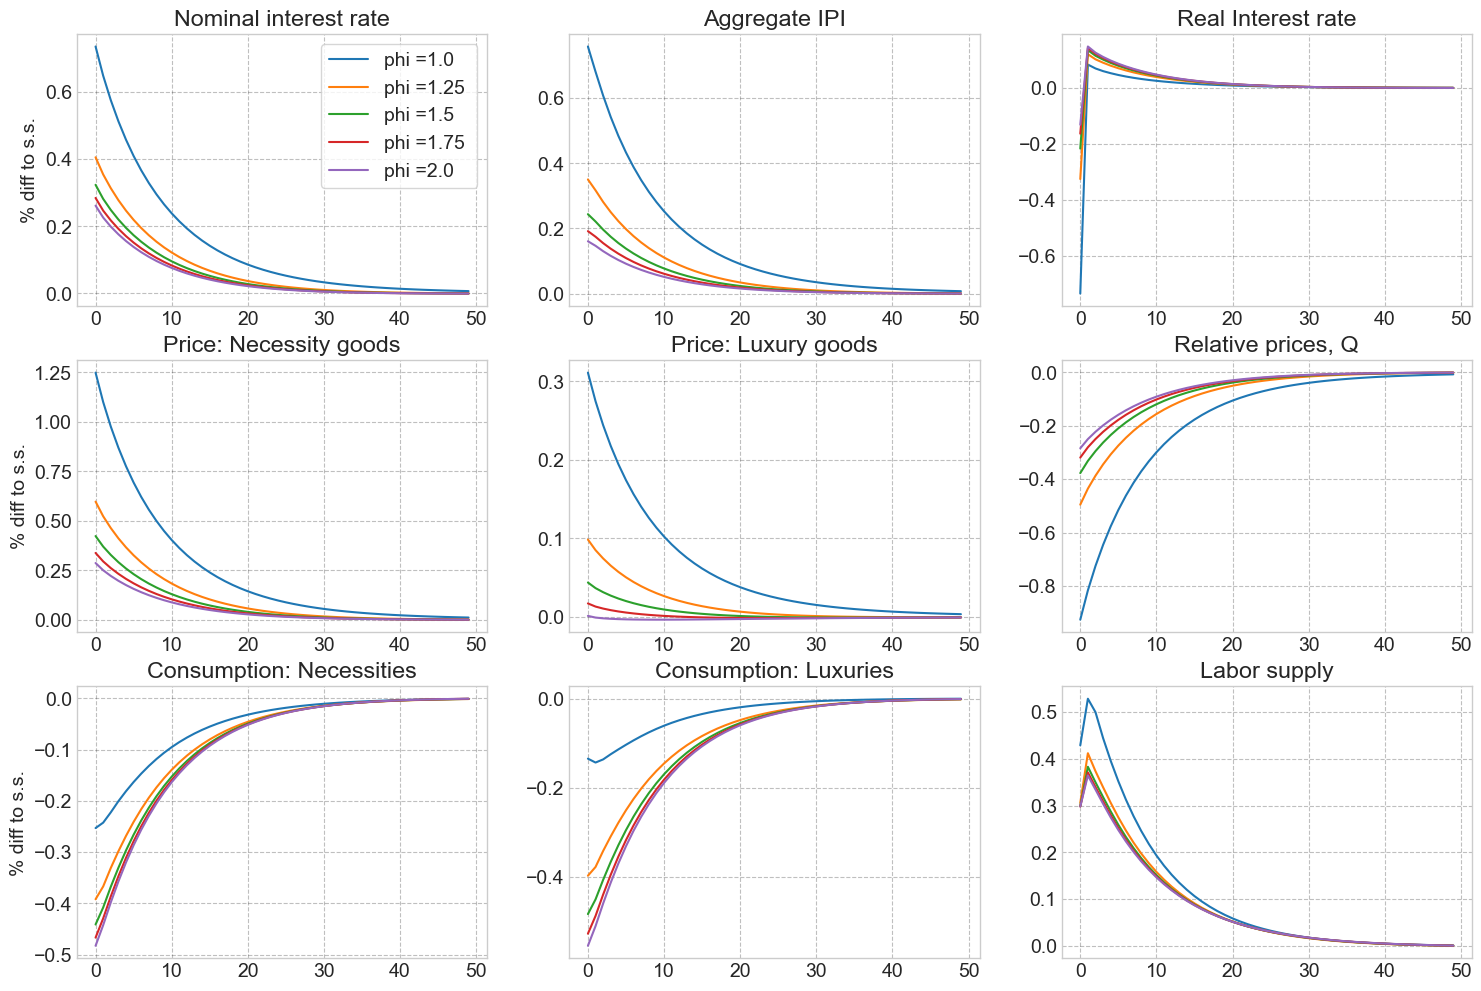 Nominal interest rate
Aggregate IPI
Real Interest rate
% diff to s.s.
0.6
0.4
0.2
0.0
phi =1.0
phi =1.25
phi =1.5
phi =1.75
phi =2.0
0 10 20 30 40 50
0.6
0.4
0.2
0.0
0 10 20 30 40 50
0.0
−0.2
−0.4
−0.6
0 10 20 30 40 50
Price: Necessity goods
Price: Luxury goods
Relative prices, Q
% diff to s.s.
1.25
1.00
0.75
0.50
0.25
0.00
0 10 20 30 40 50
0.3
0.2
0.1
0.0
0 10 20 30 40 50
0.0
−0.2
−0.4
−0.6
−0.8
0 10 20 30 40 50
Consumption: Necessities
Consumption: Luxuries
Labor supply
% diff to s.s.
0.0
−0.1
−0.2
−0.3
−0.4
−0.5
0 10 20 30 40 50
0.0
−0.2
−0.4
0 10 20 30 40 50
0.5
0.4
0.3
0.2
0.1
0.0
0 10 20 30 40 50